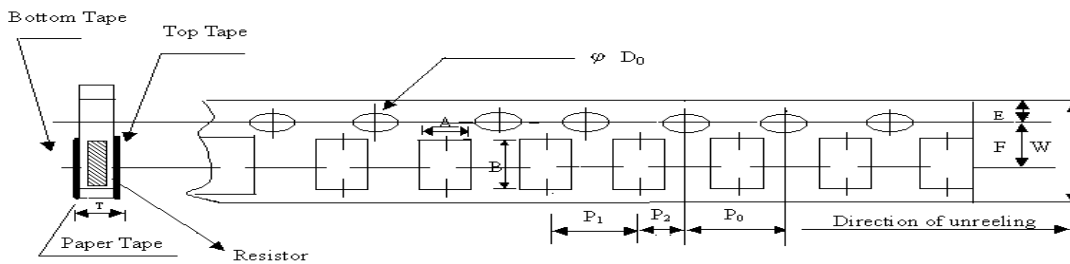 Bottom Tape
Top Tape
φ D₀
A
E
B
F W
T
P₁ P₂ P₀
Direction of unreeling
Paper Tape
Resistor